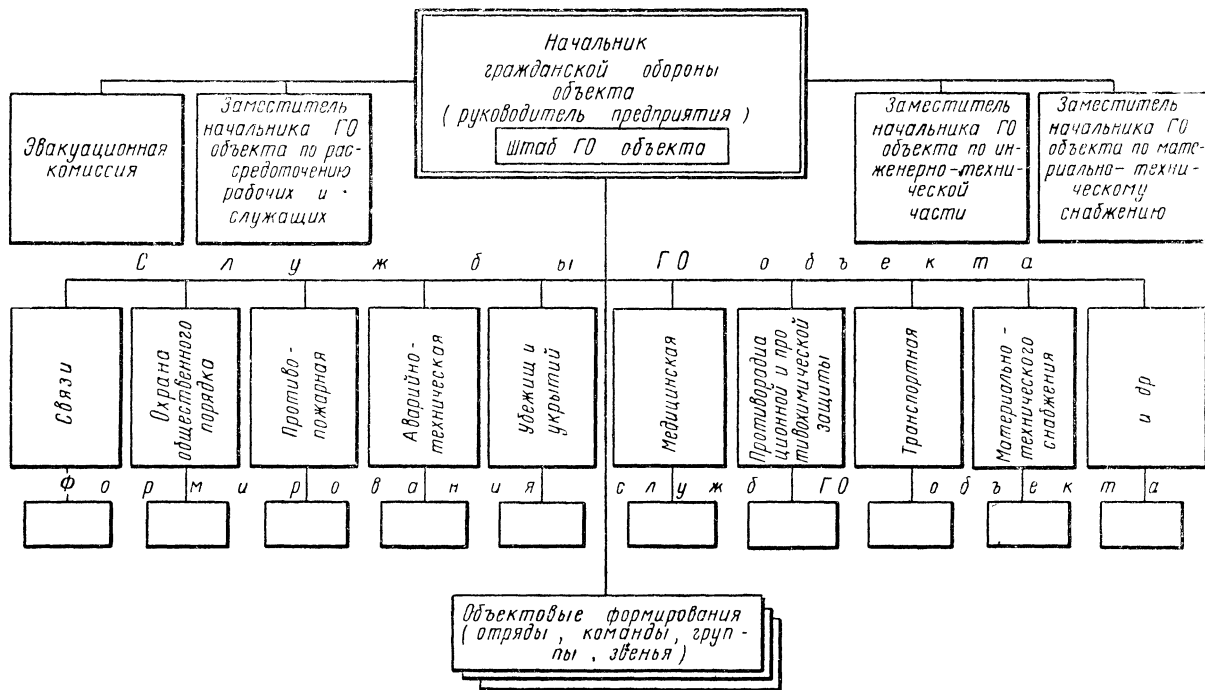 Начальник
гражданской обороны
объекта
(руководитель предприятия)
Штаб ГО объекта
Эвакуационная
комиссия
Заместитель
начальника ГО
объекта по рас-
средоточению
рабочих и
служащих
Заместитель
начальника ГО
объекта по ин-
женерно-техни-
ческой
части
Заместитель
начальника ГО
объекта по мате-
риально-техни-
ческому
снабжению
Службы ГО объекта
Связи
Охрана
общественного
порядка
Противо-
пожарная
Аварийно-
техническая
Убежищ и
укрытий
Медицинская
Противорадиа
ционной и про
тивохимической
защиты
Транспортная
Материально-
технического
снабжения
и др
Формирования служб ГО объекта
Объектовые формирования
(отряды, команды, груп-
пы, звенья)